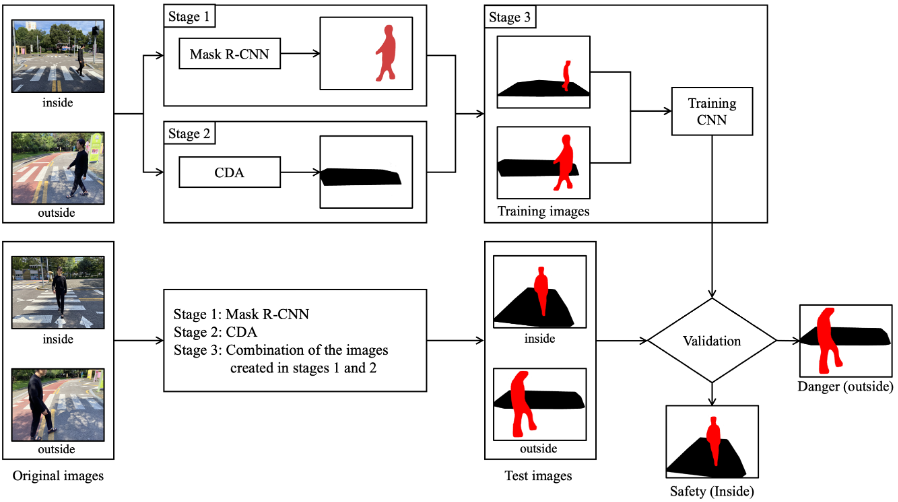 Stage 1
Mask R-CNN
inside
Stage 2
CDA
outside
Stage 3
Training images
Training
CNN
inside
outside
Original images
Stage 1: Mask R-CNN
Stage 2: CDA
Stage 3: Combination of the images
created in stages 1 and 2
inside
outside
Test images
Validation
Danger (outside)
Safety (Inside)